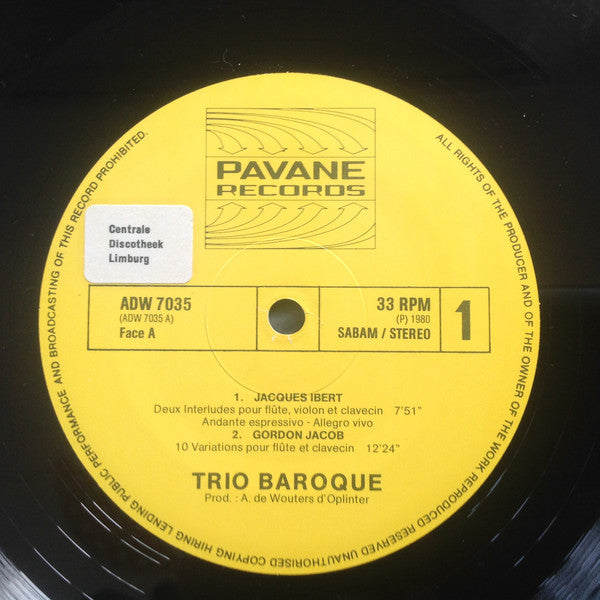 PAVANE
RECORDS
Centrale
Discotheek
Limburg
ADW 7035
(ADW 7035 A)
Face A
33 RPM
(P) 1980
SABAM / STEREO
1
1. JACQUES IBERT
Deux Interludes pour flûte, violon et clavecin 7'51"
Andante espressivo - Allegro vivo
2. GORDON JACOB
10 Variations pour flûte et clavecin 12'24"
TRIO BAROQUE
Prod. : A. de Wouters d'Oplinter
ALL RIGHTS OF THE PRODUCER AND OF THE OWNER OF THE WORK REPRODUCED RESERVED UNAUTHORISED COPYING HIRING LENDING PUBLIC PERFORMANCE AND BROADCASTING OF THIS RECORD PROHIBITED.